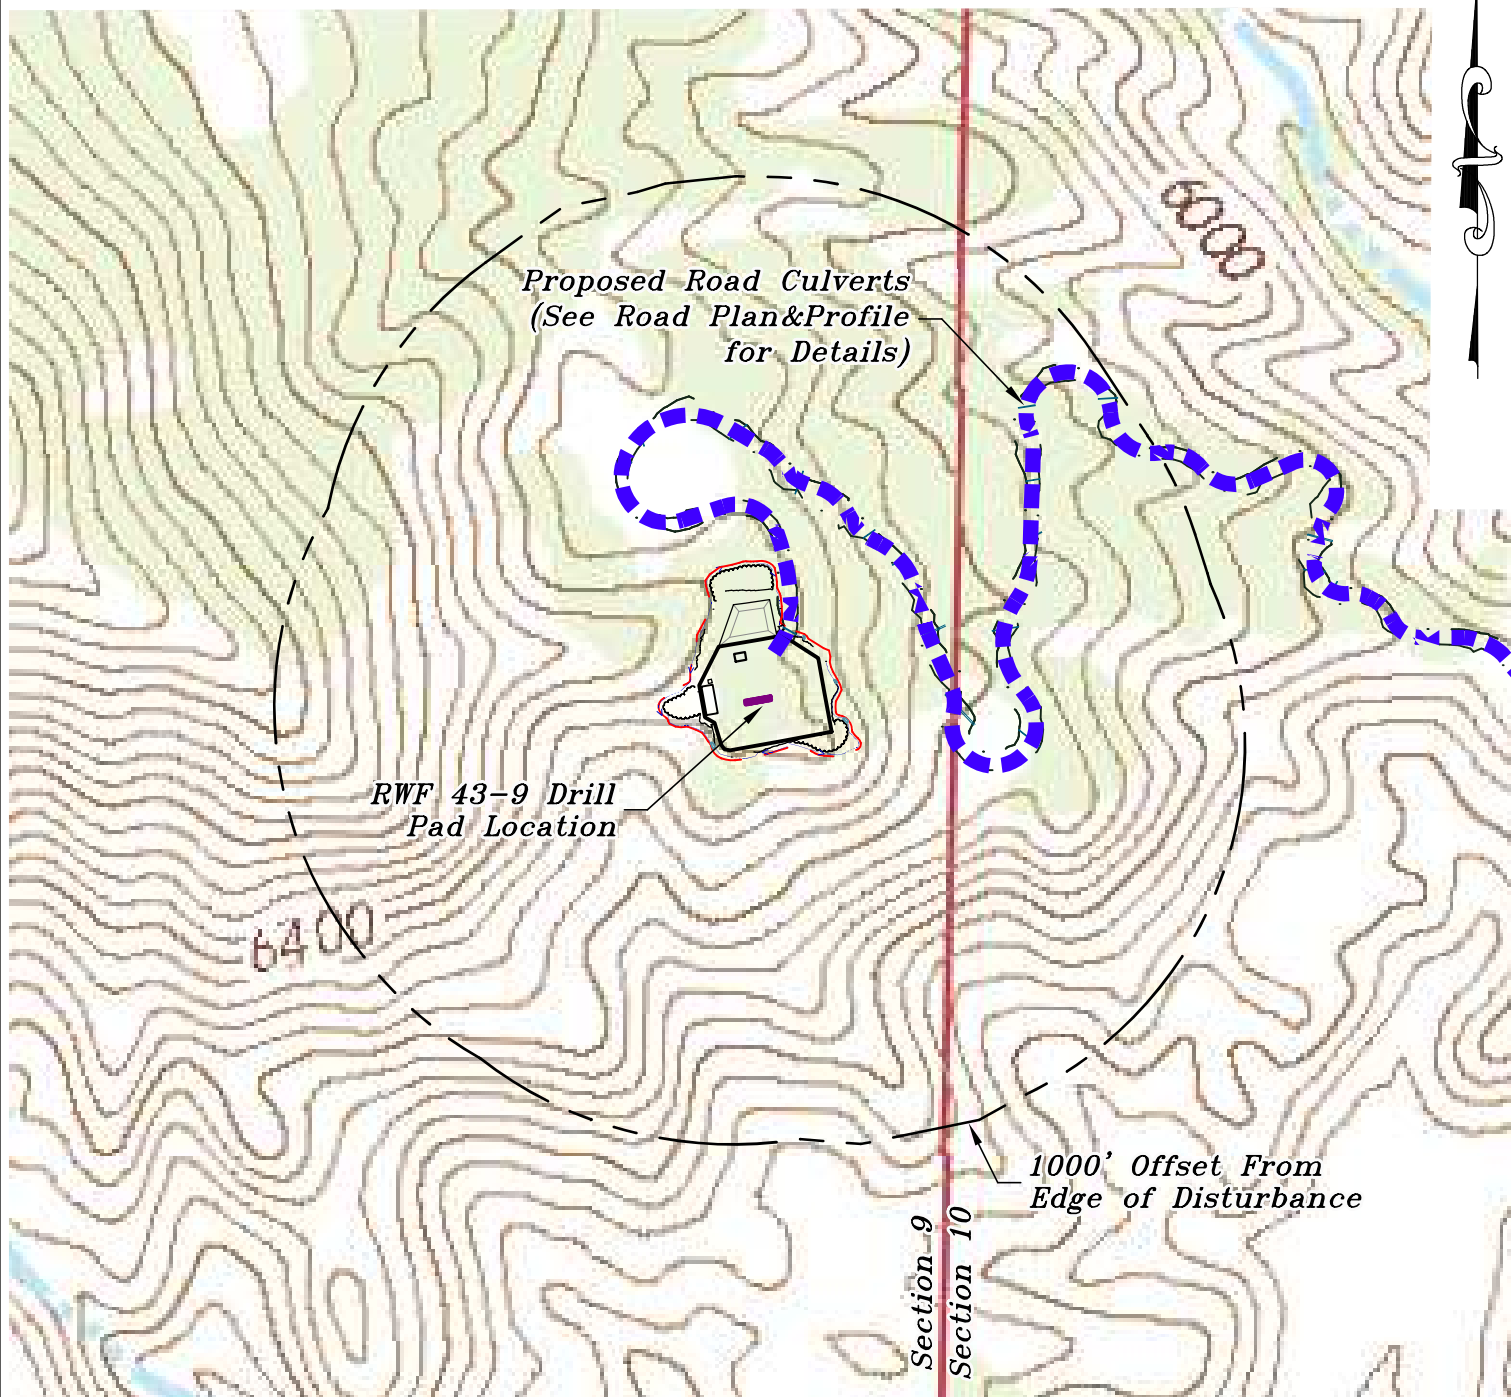 6000
Proposed Road Culverts
(See Road Plan&Profile
for Details)
RWF 43-9 Drill
Pad Location
6400
1000' Offset From
Edge of Disturbance
Section 9
Section 10